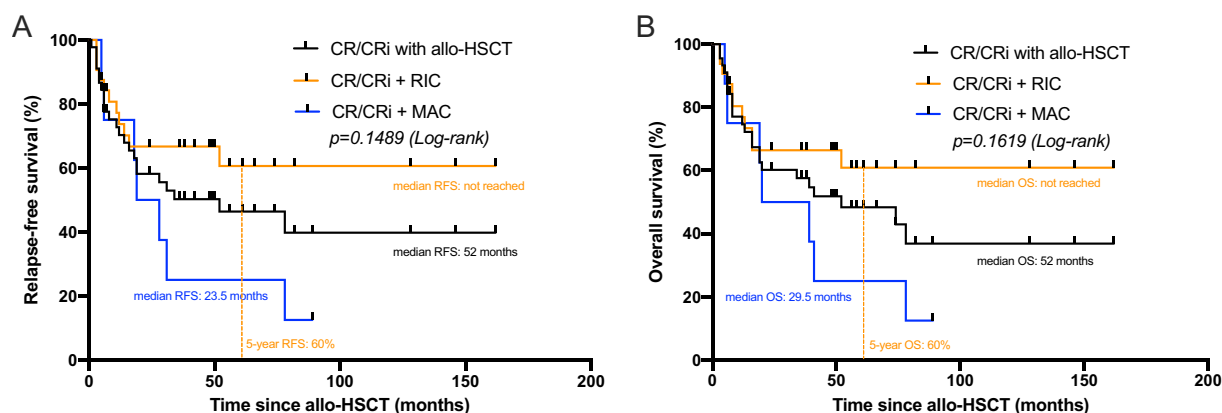 A
Relapse-free survival (%)
100
80
60
40
20
0
CR/CRi with allo-HSCT
CR/CRi + RIC
CR/CRi + MAC
p=0.1489 (Log-rank)
median RFS: not reached
median RFS: 52 months
median RFS: 23.5 months
5-year RFS: 60%
0 50 100 150 200
Time since allo-HSCT (months)
B
Overall survival (%)
100
80
60
40
20
0
CR/CRi with allo-HSCT
CR/CRi + RIC
CR/CRi + MAC
p=0.1619 (Log-rank)
median OS: not reached
median OS: 52 months
median OS: 29.5 months
5-year OS: 60%
0 50 100 150 200
Time since allo-HSCT (months)